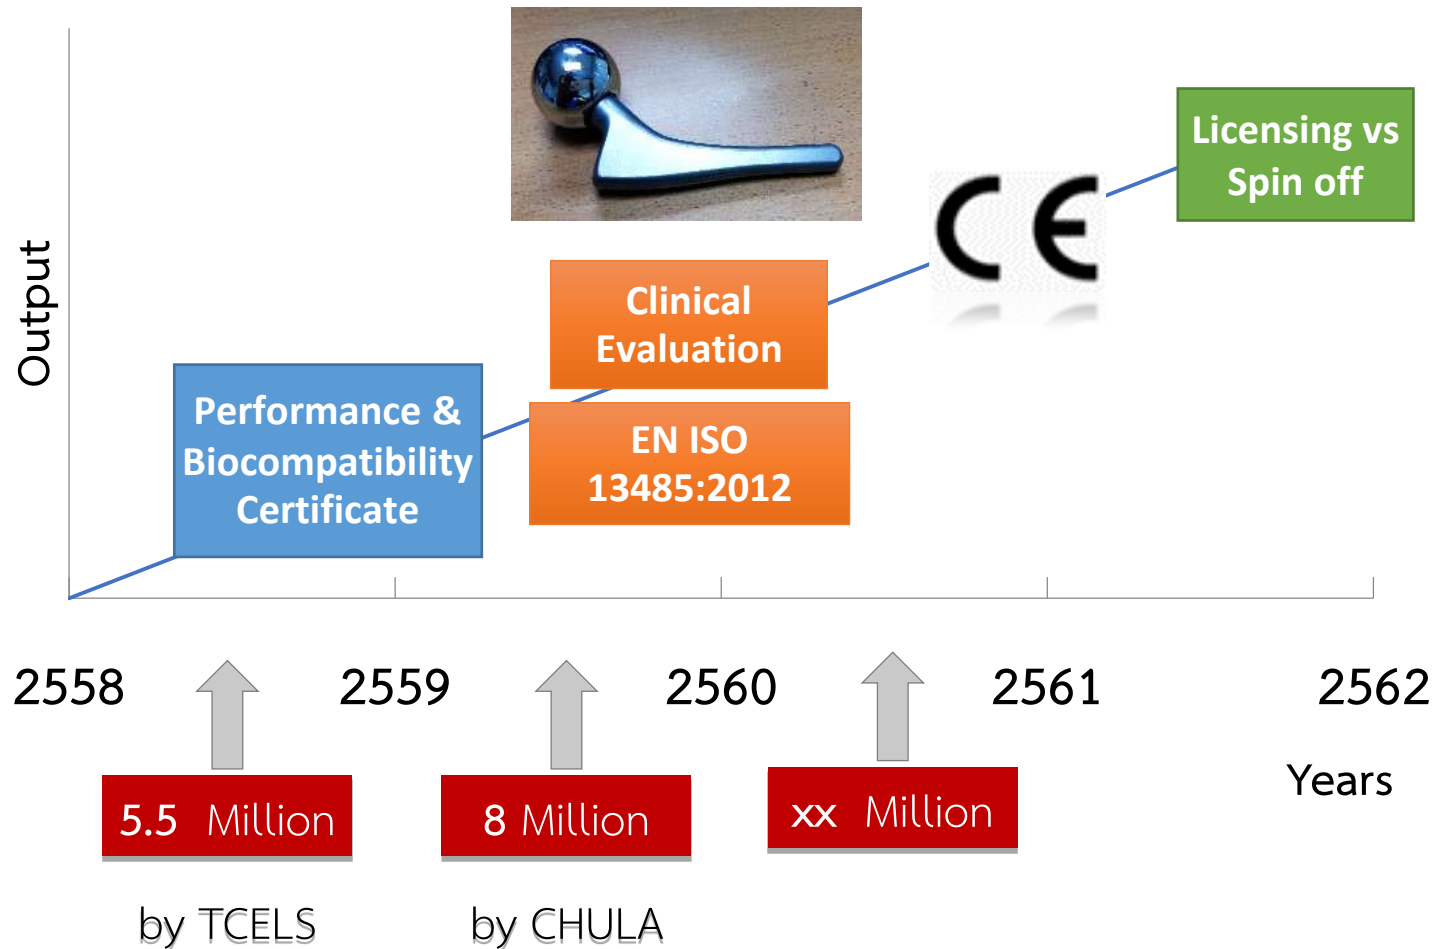 Output
Licensing vs
Spin off
CE
Clinical
Evaluation
Performance &
Biocompatibility
Certificate
EN ISO
13485:2012
2558
2559
2560
2561
2562
Years
5.5 Million
8 Million
xx Million
by TCELS
by CHULA